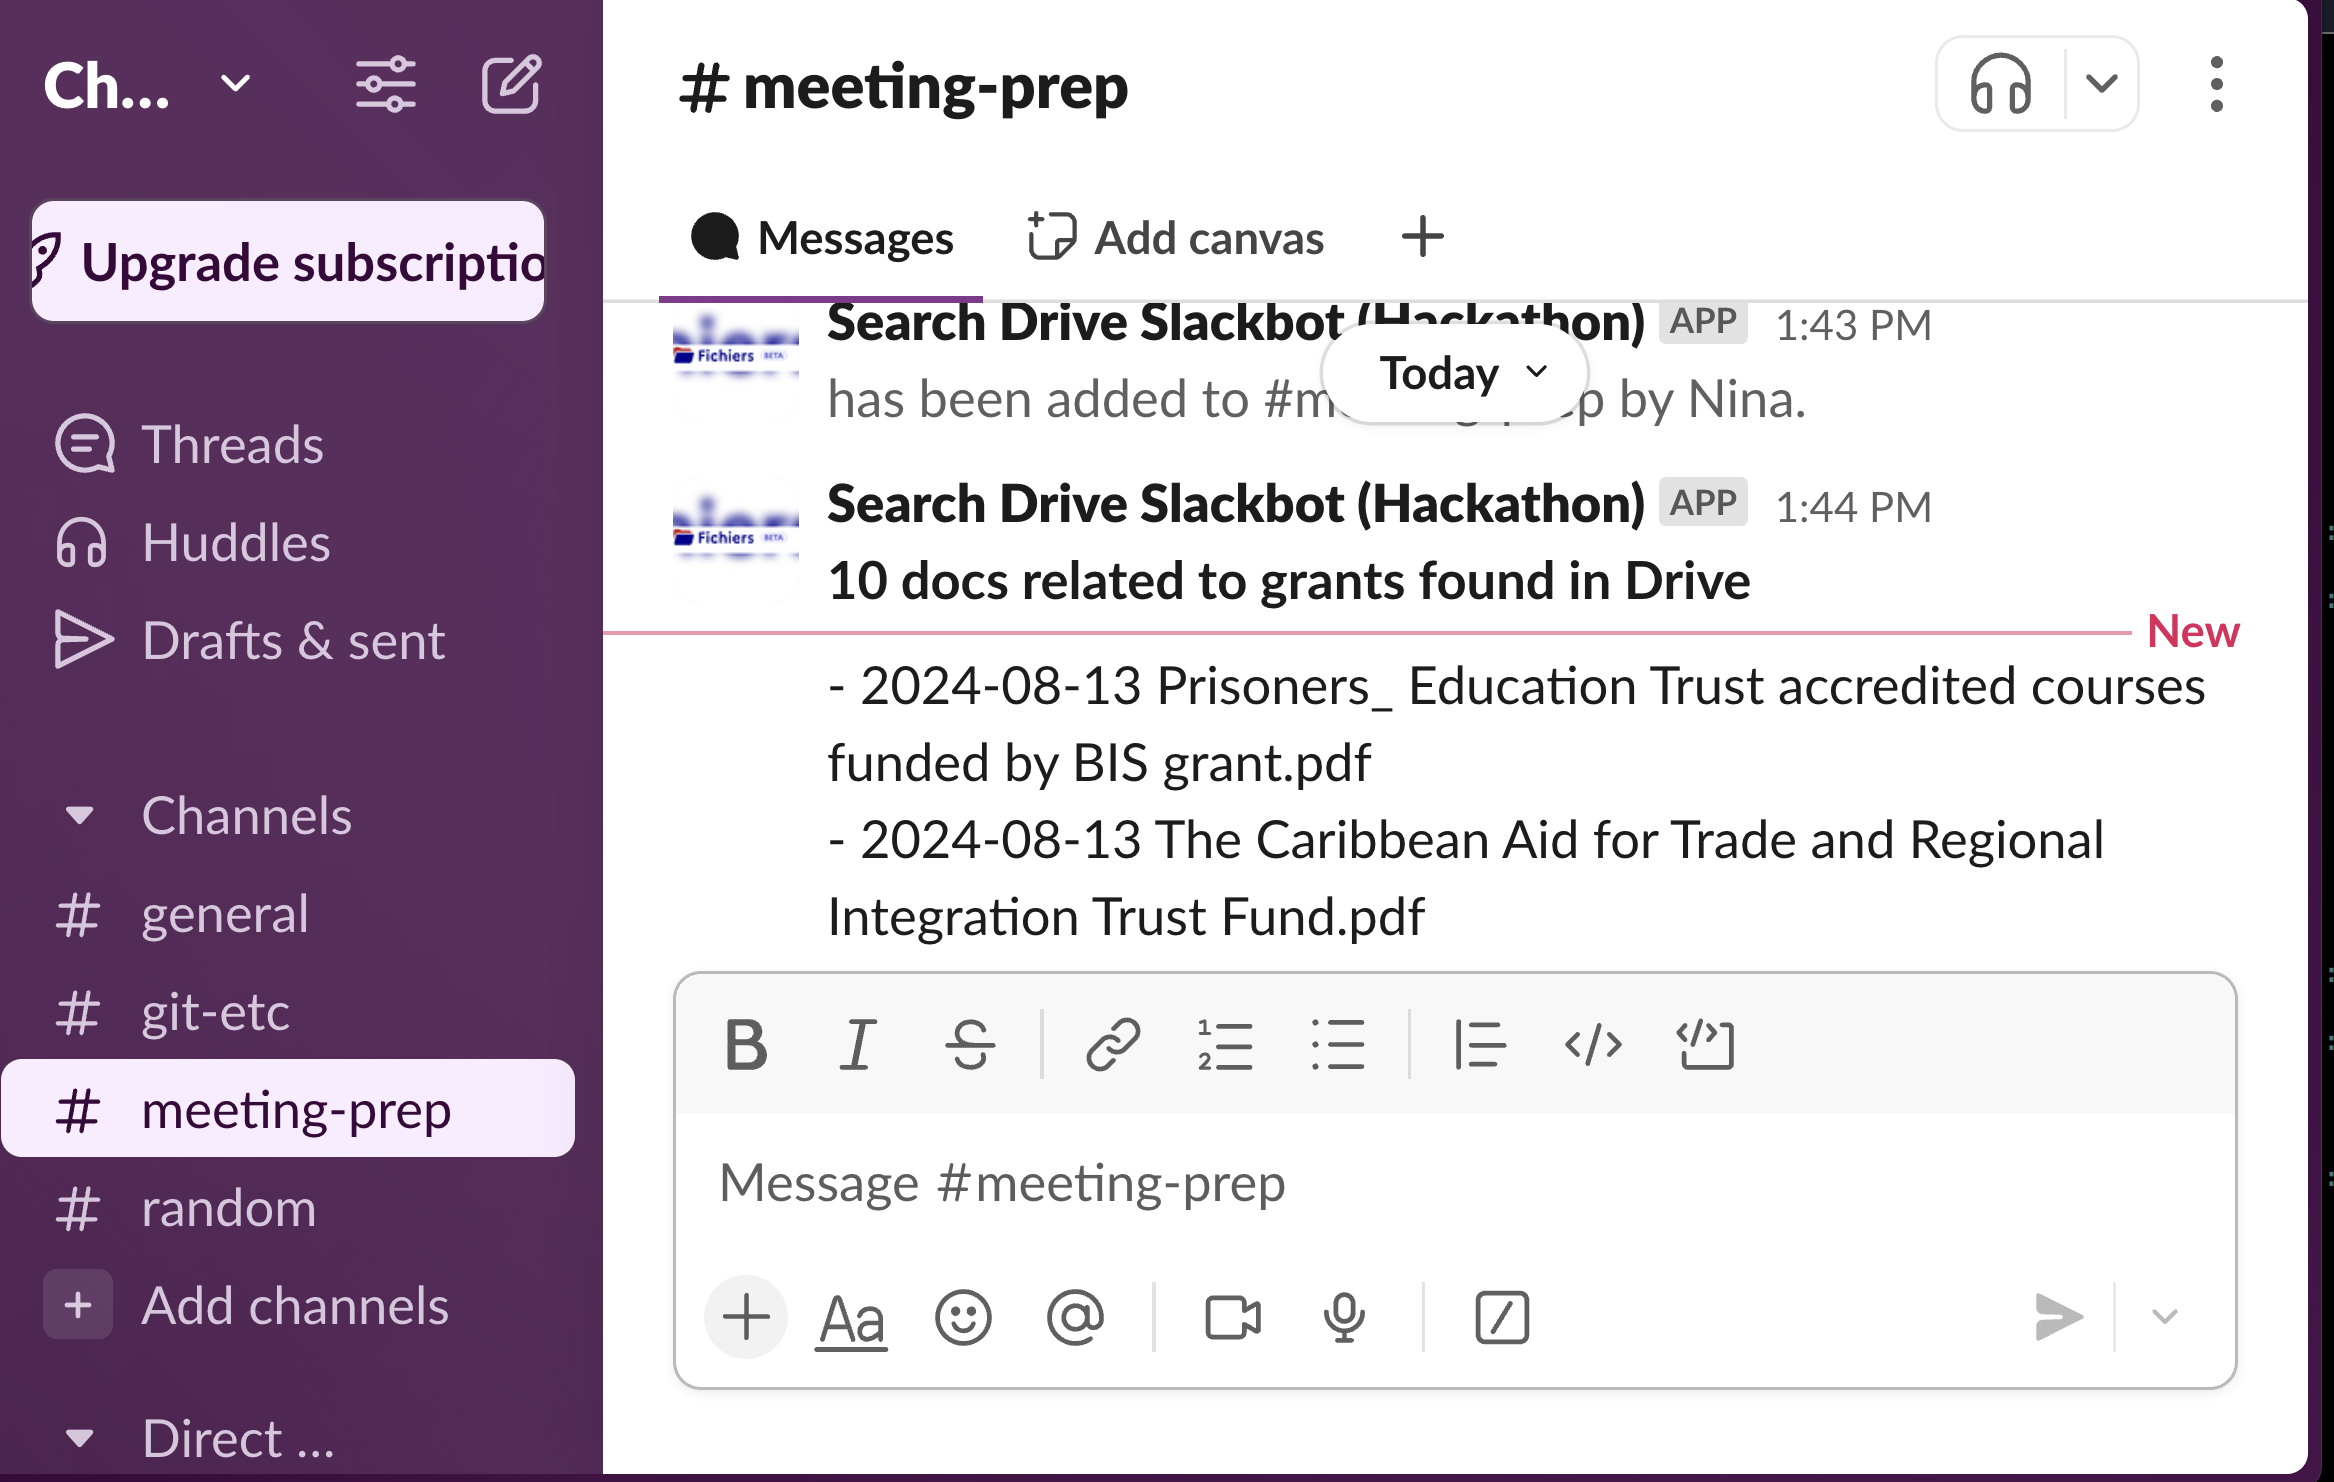 Ch...
Upgrade subscriptio
Threads
Huddles
Drafts & sent
Channels
# general
# git-etc
# meeting-prep
# random
+ Add channels
Direct ...
# meeting-prep
Messages
Add canvas
+
Search Drive Slackbot (Hackathon) APP 1:43 PM
Fichiers BETA
has been added to #m p by Nina.
Today
Search Drive Slackbot (Hackathon) APP 1:44 PM
Fichiers BETA
10 docs related to grants found in Drive
New
- 2024-08-13 Prisoners_ Education Trust accredited courses
funded by BIS grant.pdf
- 2024-08-13 The Caribbean Aid for Trade and Regional
Integration Trust Fund.pdf
B I S
Message #meeting-prep
Aa